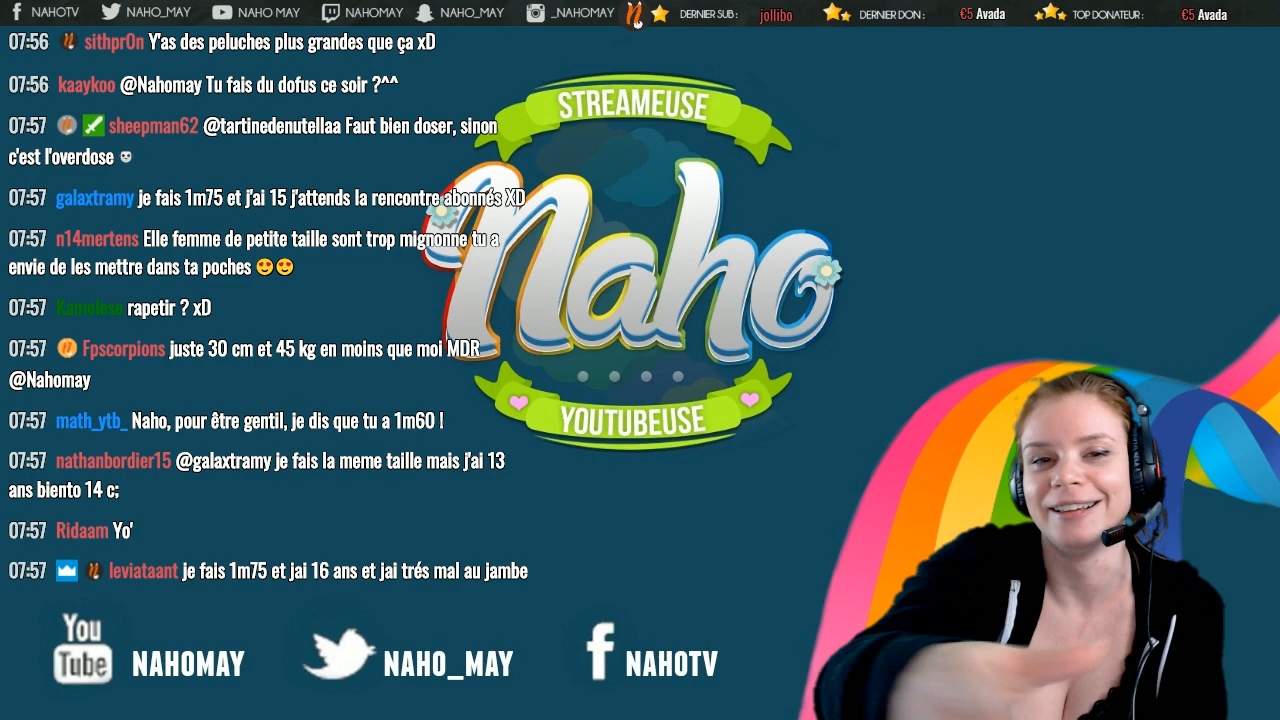 NAHOTV NAHO_MAY NAHO MAY NAHOMAY NAHO_MAY _NAHOMAY DERNIER SUB : jollibo DERNIER DON : €5 Avada TOP DONATEUR : €5 Avada
07:56 sithpr0n Y'as des peluches plus grandes que ça xD
07:56 kaaykoo @Nahomay Tu fais du dofus ce soir ?^^
07:57 sheepman62 @tartinedenutellaa Faut bien doser, sinon
c'est l'overdose 💀
07:57 galaxtramy je fais 1m75 et j'ai 15 j'attends la rencontre abonnés XD
07:57 n14mertens Elle femme de petite taille sont trop mignonne tu a
envie de les mettre dans ta poches 😍😍
07:57 Kamelese rapetir ? xD
07:57 Fpscorpions juste 30 cm et 45 kg en moins que moi MDR
@Nahomay
07:57 math_ytb_ Naho, pour être gentil, je dis que tu a 1m60 !
07:57 nathanbordier15 @galaxtramy je fais la meme taille mais j'ai 13
ans biento 14 c;
07:57 Ridaam Yo'
07:57 leviataant je fais 1m75 et jai 16 ans et jai trés mal au jambe
STREAMEUSE
Naho
YOUTUBEUSE
You
Tube
NAHOMAY NAHO_MAY NAHOTV